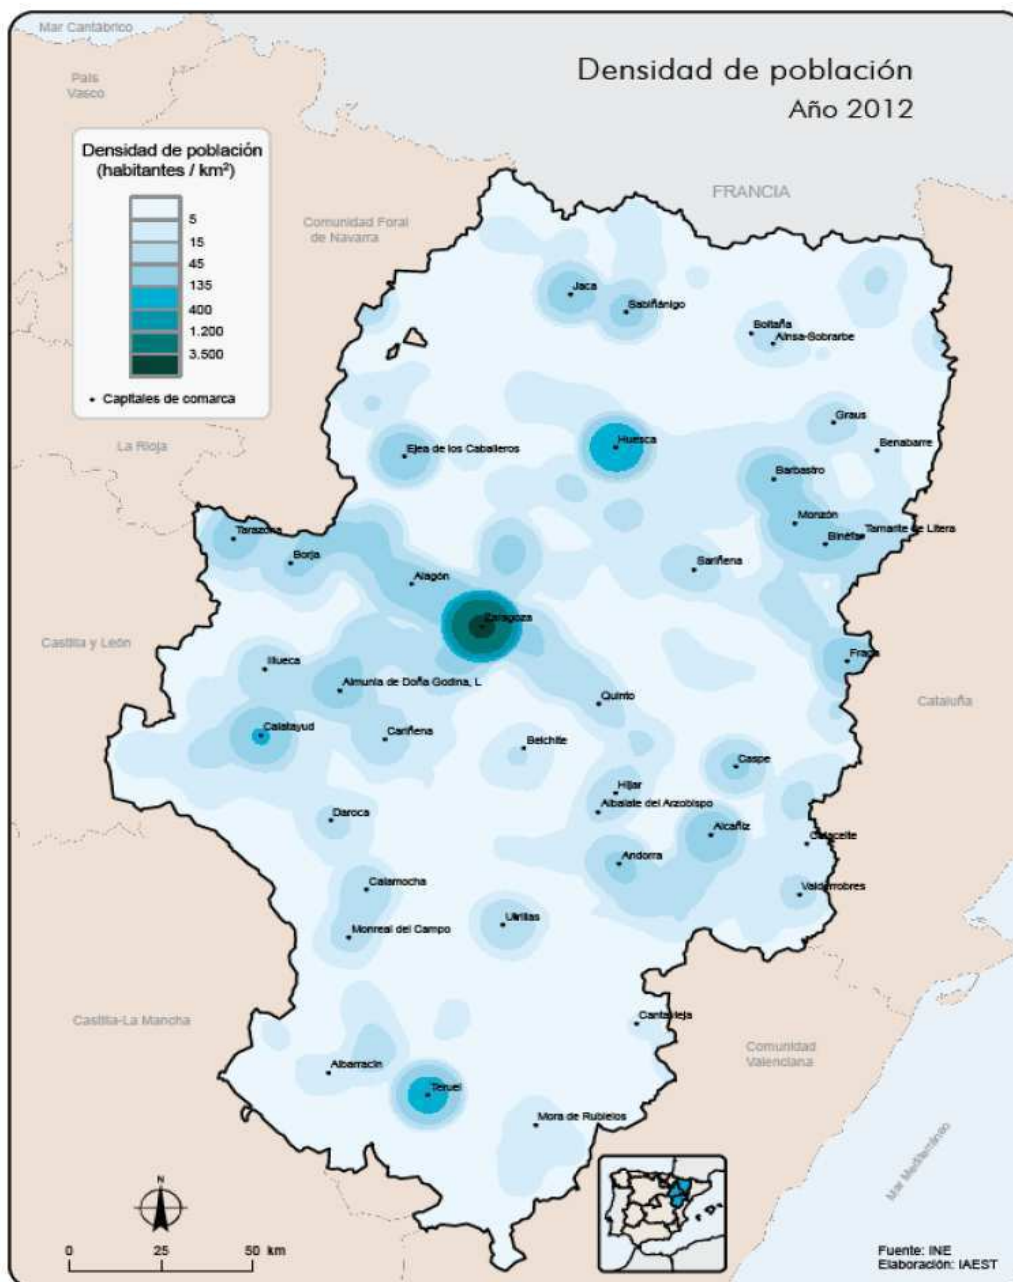 Mar Cantábrico
País
Vasco
Densidad de población
Año 2012
Densidad de población
(habitantes / km²)
5
15
45
135
400
1.200
3.500
Capitales de comarca
FRANCIA
Comunidad Foral
de Navarra
La Rioja
Castilla y León
Castilla-La Mancha
Cataluña
Comunidad
Valenciana
Mar Mediterráneo
Jaca
Sabiñánigo
Boltaña
Aínsa-Sobrarbe
Graus
Benabarre
Huesca
Ejea de los Caballeros
Barbastro
Monzón
Tamarite de Litera
Binéfar
Tarazona
Borja
Alagón
Sariñena
Zaragoza
Fraga
Illueca
Almunia de Doña Godina, L
Quinto
Calatayud
Cariñena
Belchite
Caspe
Híjar
Albalate del Arzobispo
Daroca
Alcañiz
Calaceite
Andorra
Calamocha
Valderrobres
Utrillas
Monreal del Campo
Cantavieja
Albarracín
Teruel
Mora de Rubielos
N
0 25 50 km
Fuente: INE
Elaboración: IAEST